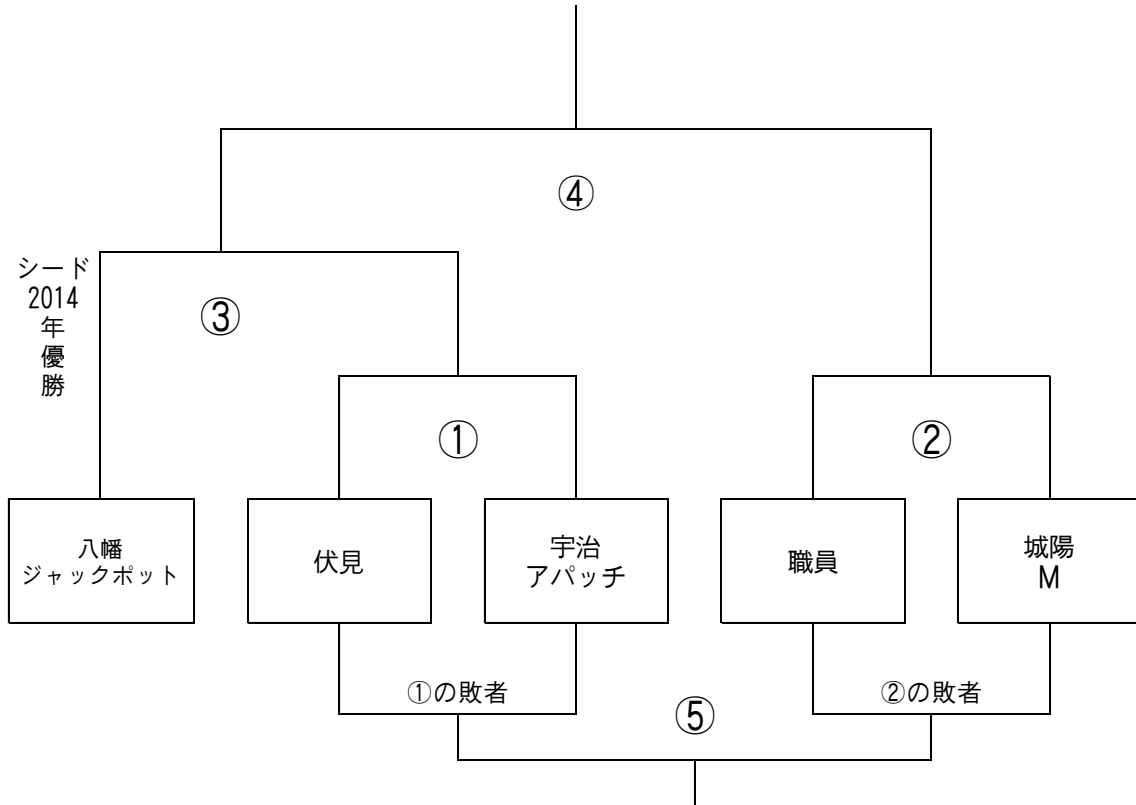 ④
シード
2014
年
優
勝
③
①
②
八幡
ジャックポット
伏見
宇治
アパッチ
職員
城陽
M
①の敗者
②の敗者
⑤